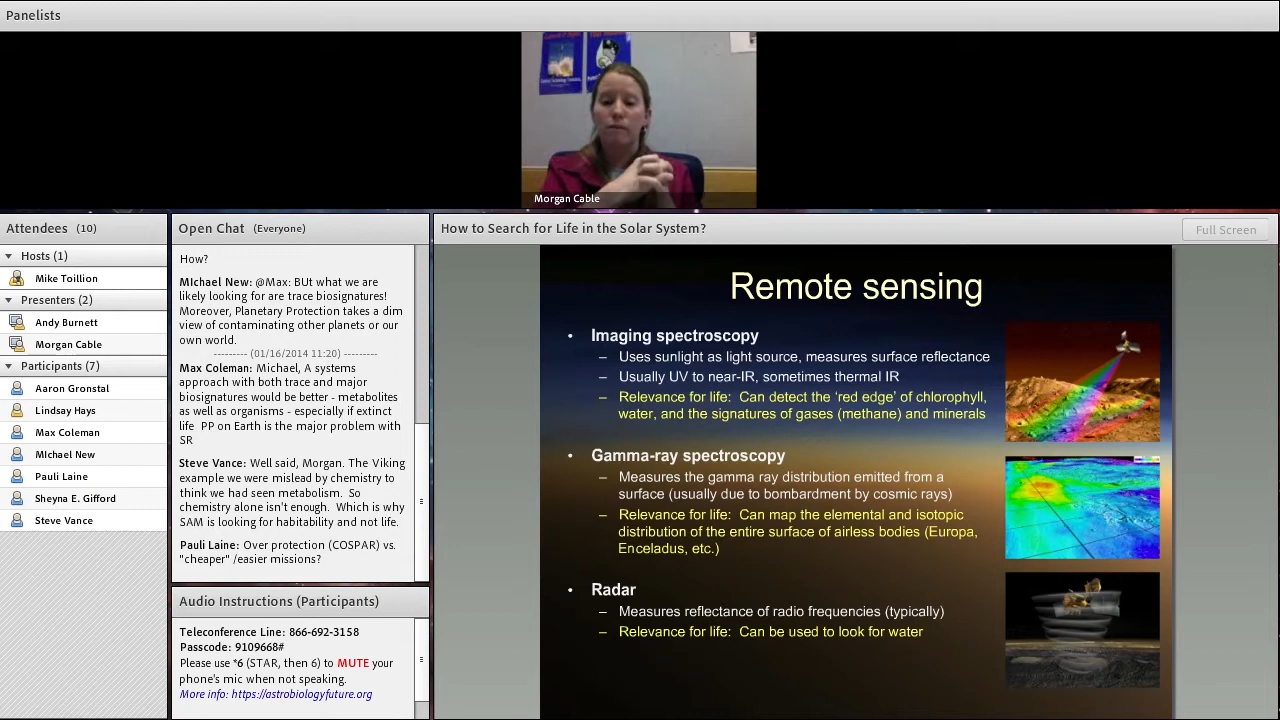 Panelists
Morgan Cable
Attendees (10)
Hosts (1)
Mike Toillion
Presenters (2)
Andy Burnett
Morgan Cable
Participants (7)
Aaron Gronstal
Lindsay Hays
Max Coleman
MIchael New
Pauli Laine
Sheyna E. Gifford
Steve Vance
Open Chat (Everyone)
How?
MIchael New: @Max: BUt what we are
likely looking for are trace biosignatures!
Moreover, Planetary Protection takes a dim
view of contaminating other planets or our
own world.
--------- (01/16/2014 11:20) ---------
Max Coleman: Michael, A systems
approach with both trace and major
biosignatures would be better - metabolites
as well as organisms - especially if extinct
life PP on Earth is the major problem with
SR
Steve Vance: Well said, Morgan. The Viking
example we were mislead by chemistry to
think we had seen metabolism. So
chemistry alone isn't enough. Which is why
SAM is looking for habitability and not life.
Pauli Laine: Over protection (COSPAR) vs.
"cheaper" /easier missions?
Audio Instructions (Participants)
Teleconference Line: 866-692-3158
Passcode: 9109668#
Please use *6 (STAR, then 6) to MUTE your
phone's mic when not speaking.
More info: https://astrobiologyfuture.org
How to Search for Life in the Solar System?
Full Screen
Remote sensing
• Imaging spectroscopy
– Uses sunlight as light source, measures surface reflectance
– Usually UV to near-IR, sometimes thermal IR
– Relevance for life: Can detect the 'red edge' of chlorophyll,
water, and the signatures of gases (methane) and minerals
• Gamma-ray spectroscopy
– Measures the gamma ray distribution emitted from a
surface (usually due to bombardment by cosmic rays)
– Relevance for life: Can map the elemental and isotopic
distribution of the entire surface of airless bodies (Europa,
Enceladus, etc.)
• Radar
– Measures reflectance of radio frequencies (typically)
– Relevance for life: Can be used to look for water